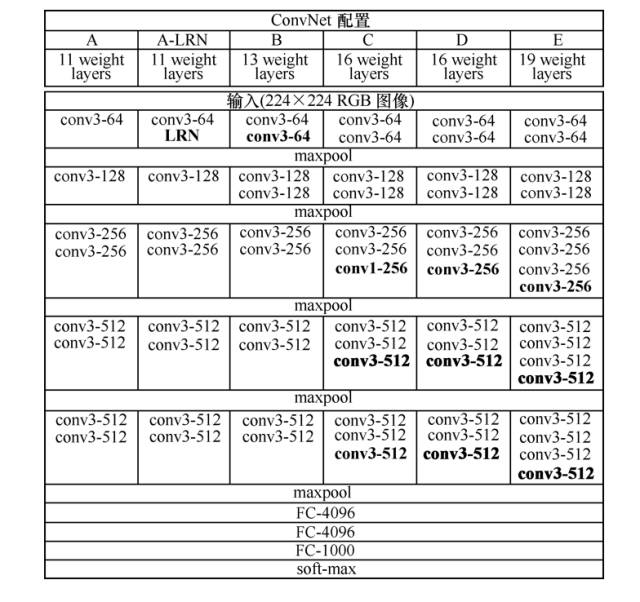 ConvNet 配置
A A-LRN B C D E
11 weight 11 weight 13 weight 16 weight 16 weight 19 weight
layers layers layers layers layers layers
输入(224×224 RGB 图像)
conv3-64 conv3-64 conv3-64 conv3-64 conv3-64 conv3-64
LRN conv3-64 conv3-64 conv3-64 conv3-64
maxpool
conv3-128 conv3-128 conv3-128 conv3-128 conv3-128 conv3-128
conv3-128 conv3-128 conv3-128 conv3-128
maxpool
conv3-256 conv3-256 conv3-256 conv3-256 conv3-256 conv3-256
conv3-256 conv3-256 conv3-256 conv3-256 conv3-256 conv3-256
conv1-256 conv3-256 conv3-256
conv3-256
maxpool
conv3-512 conv3-512 conv3-512 conv3-512 conv3-512 conv3-512
conv3-512 conv3-512 conv3-512 conv3-512 conv3-512 conv3-512
conv3-512 conv3-512 conv3-512
conv3-512
maxpool
conv3-512 conv3-512 conv3-512 conv3-512 conv3-512 conv3-512
conv3-512 conv3-512 conv3-512 conv3-512 conv3-512 conv3-512
conv3-512 conv3-512 conv3-512
conv3-512
maxpool
FC-4096
FC-4096
FC-1000
soft-max